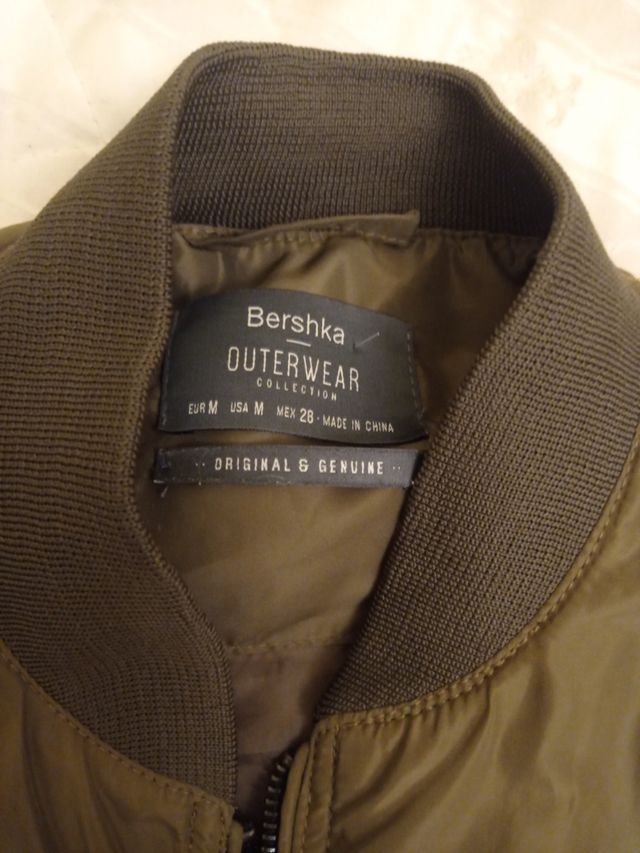 Bershka
OUTERWEAR
COLLECTION
EUR M USA M MEX 28 · MADE IN CHINA
·· ORIGINAL & GENUINE ··